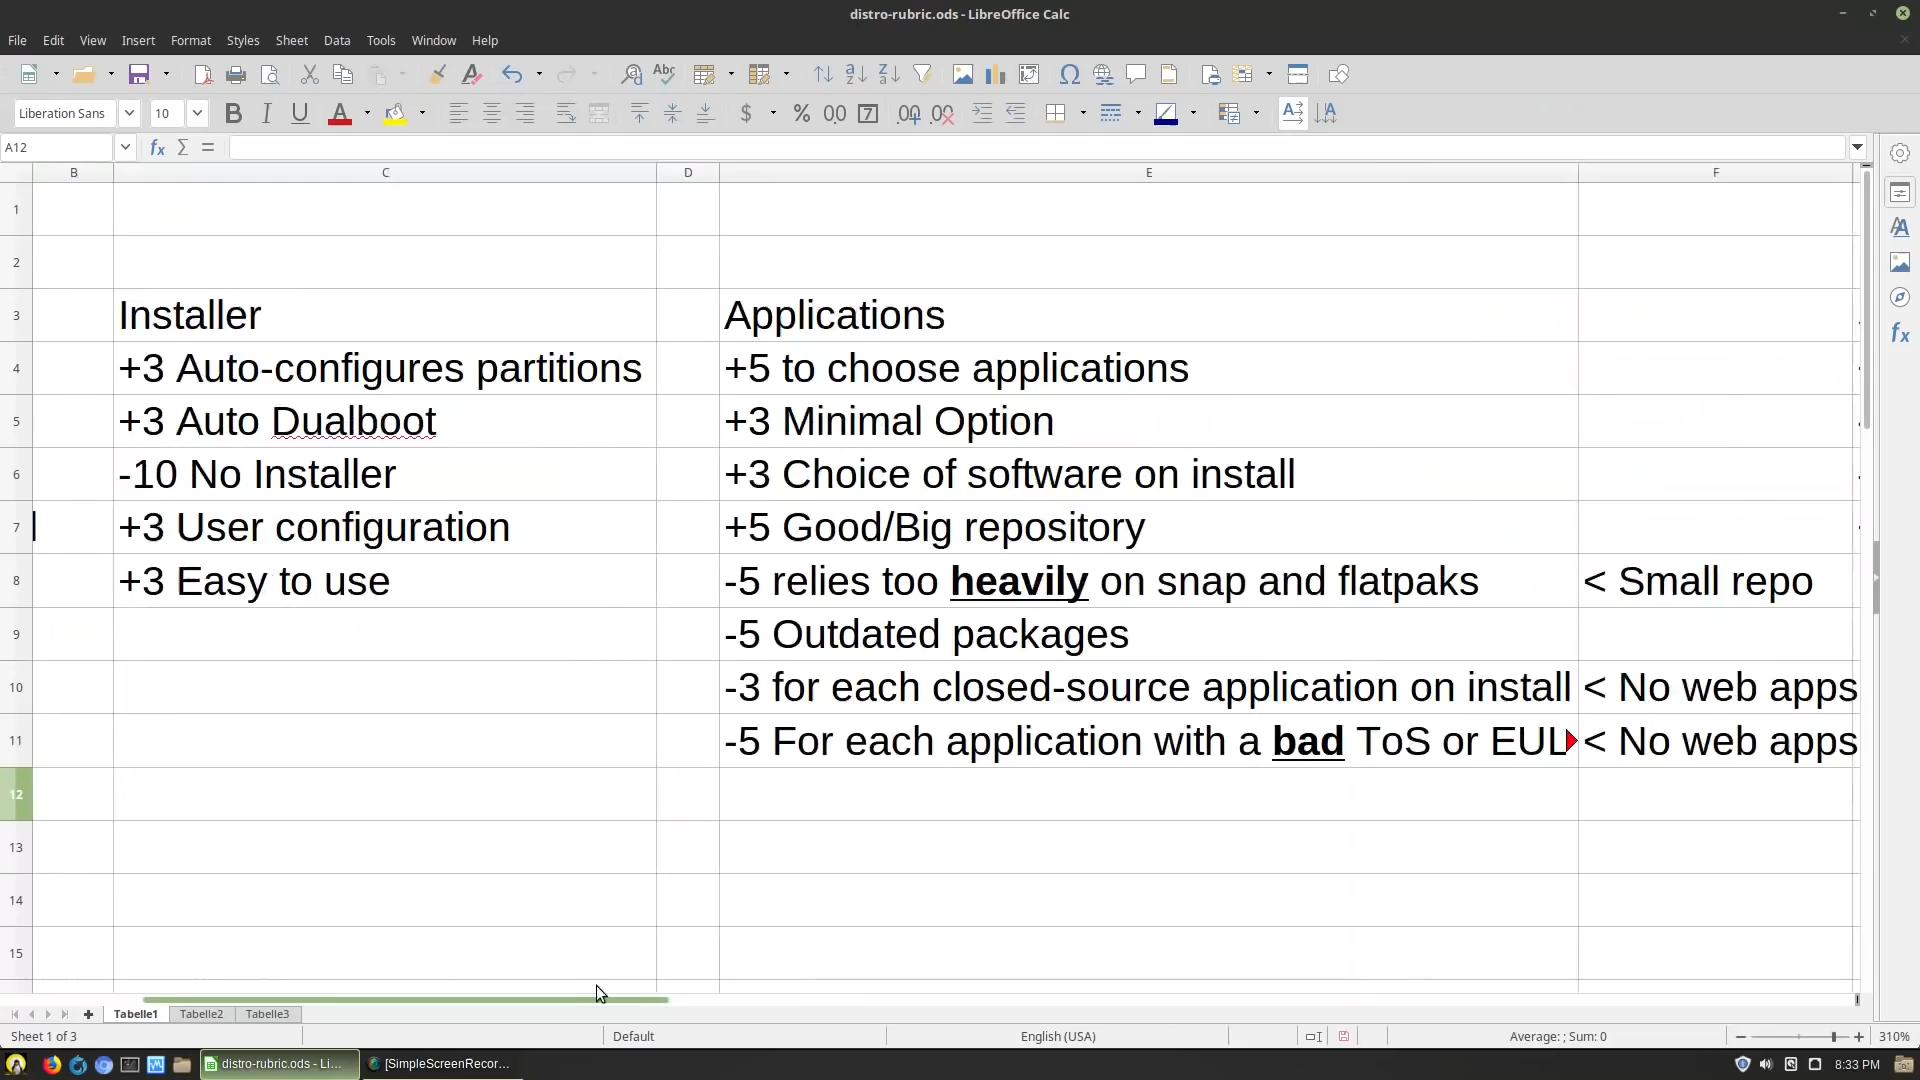 distro-rubric.ods - LibreOffice Calc
File Edit View Insert Format Styles Sheet Data Tools Window Help
Liberation Sans 10
A12
B C D E F
1
2
3 Installer Applications
4 +3 Auto-configures partitions +5 to choose applications
5 +3 Auto Dualboot +3 Minimal Option
6 -10 No Installer +3 Choice of software on install
7 +3 User configuration +5 Good/Big repository
8 +3 Easy to use -5 relies too heavily on snap and flatpaks < Small repo
9 -5 Outdated packages
10 -3 for each closed-source application on install < No web apps
11 -5 For each application with a bad ToS or EUL < No web apps
12
13
14
15
Tabelle1 Tabelle2 Tabelle3
Sheet 1 of 3 Default English (USA) Average: ; Sum: 0 310%
distro-rubric.ods - Li... [SimpleScreenRecor... 8:33 PM